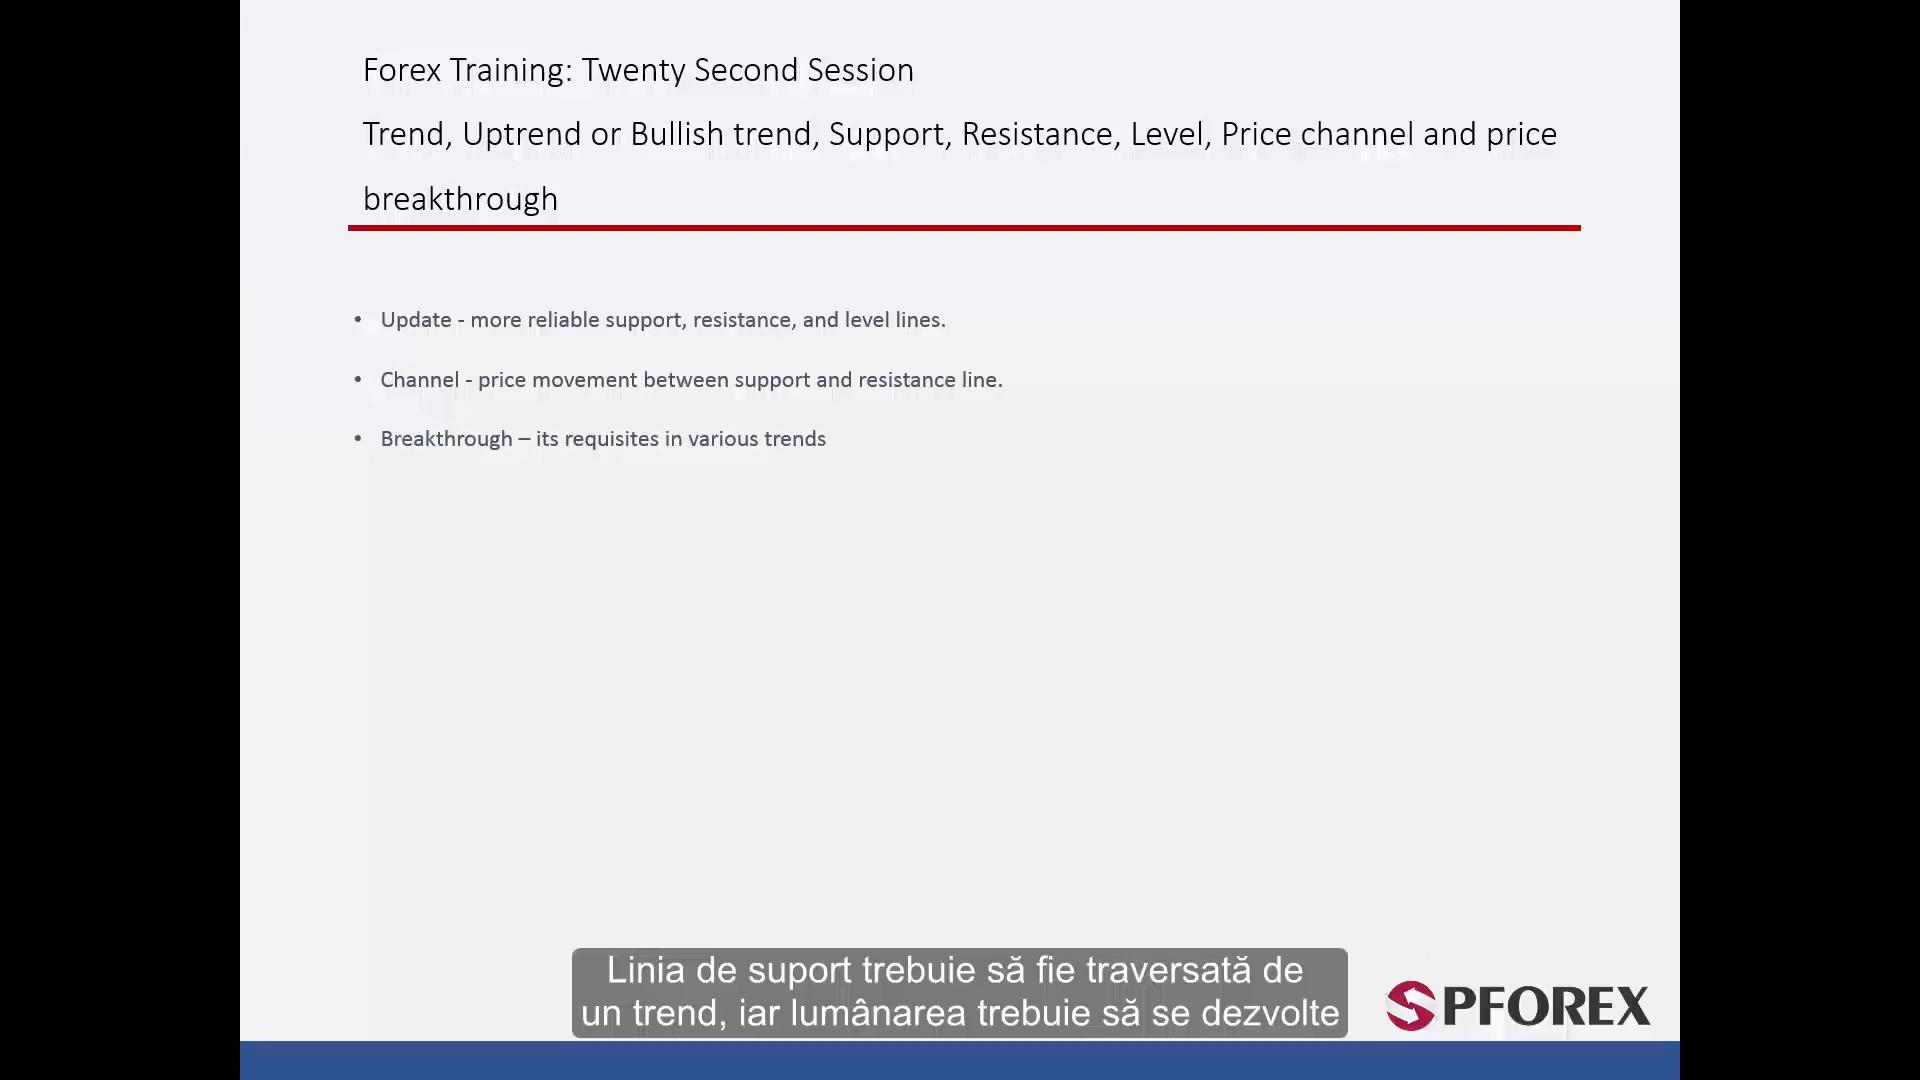 Forex Training: Twenty Second Session
Trend, Uptrend or Bullish trend, Support, Resistance, Level, Price channel and price
breakthrough
• Update - more reliable support, resistance, and level lines.
• Channel - price movement between support and resistance line.
• Breakthrough – its requisites in various trends
Linia de suport trebuie să fie traversată de
un trend, iar lumânarea trebuie să se dezvolte
SPFOREX